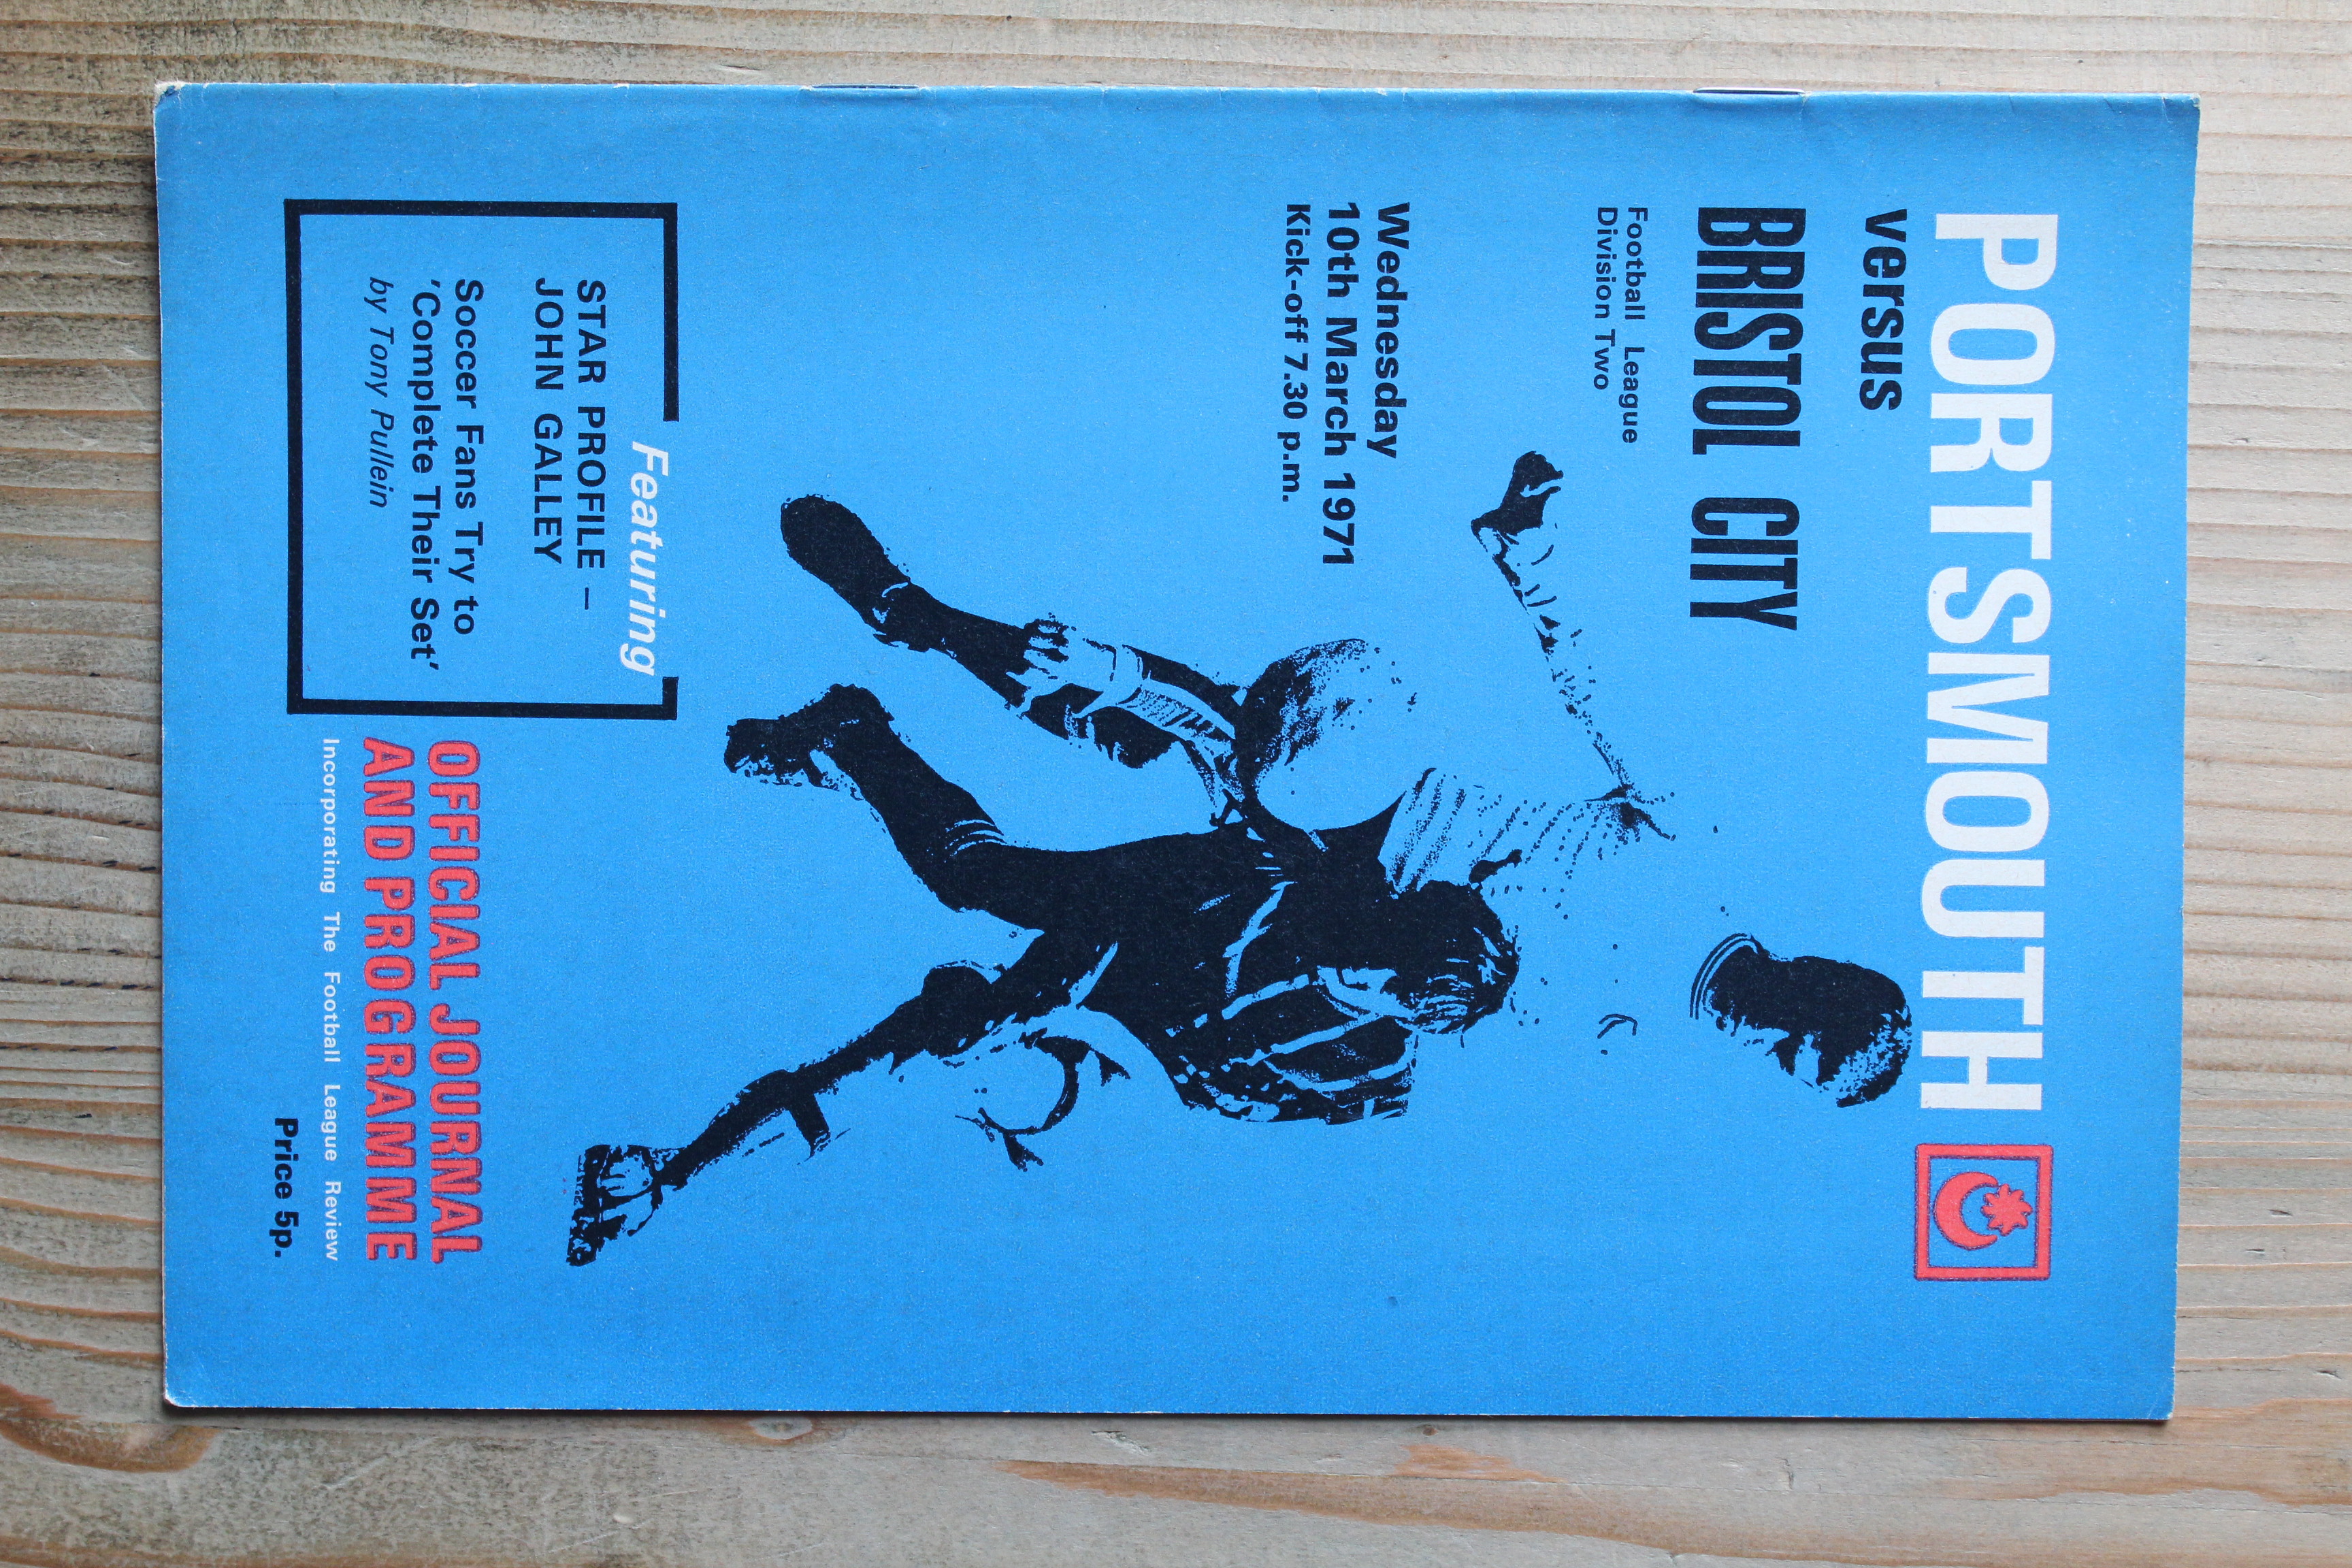 PORTSMOUTH
versus
BRISTOL CITY
Football League
Division Two
Wednesday
10th March 1971
Kick-off 7.30 p.m.
Featuring
STAR PROFILE –
JOHN GALLEY
Soccer Fans Try to
'Complete Their Set'
by Tony Pullein
OFFICIAL JOURNAL
AND PROGRAMME
Incorporating The Football League Review
Price 5p.